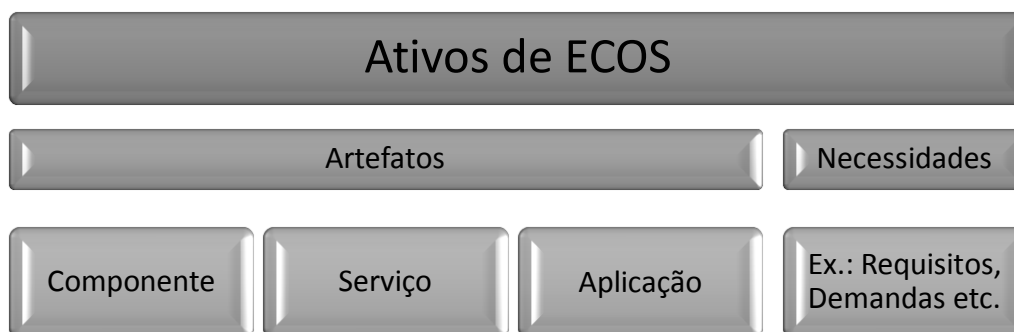 Ativos de ECOS
Artefatos
Necessidades
Componente
Serviço
Aplicação
Ex.: Requisitos,
Demandas etc.